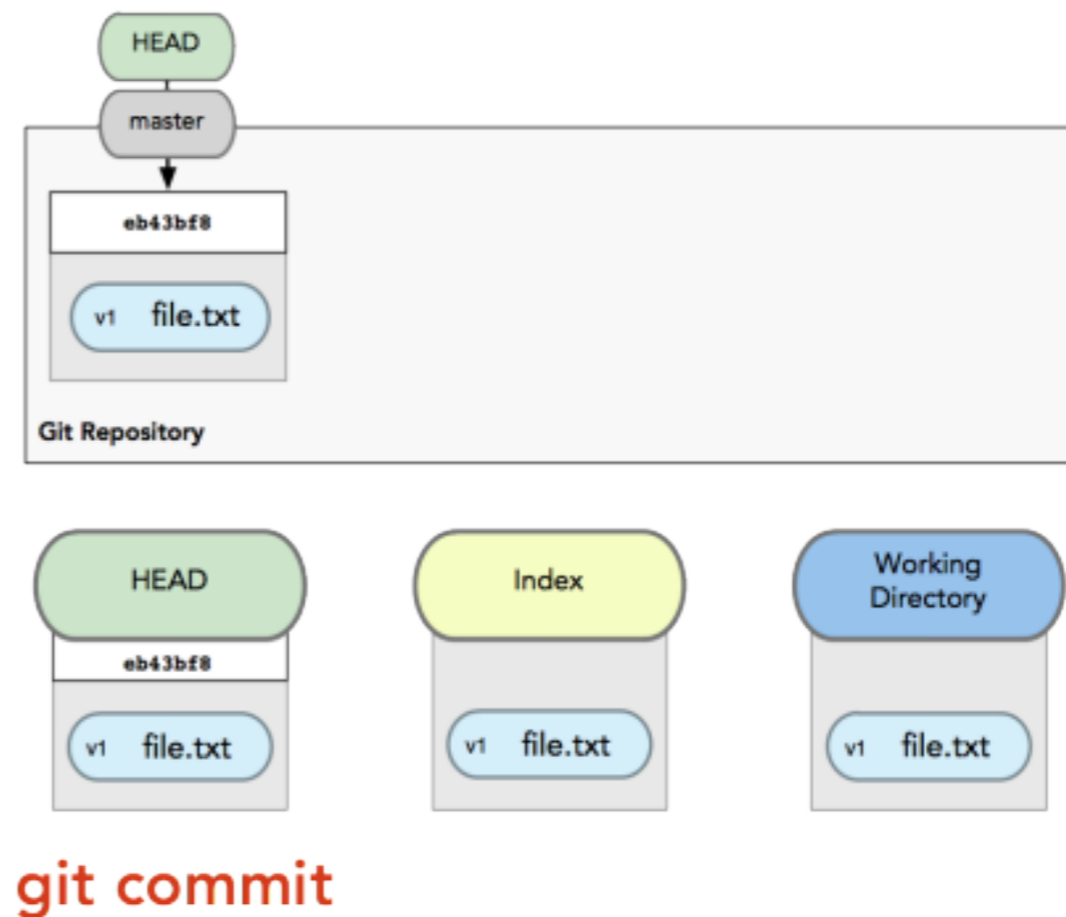 HEAD
master
eb43bf8
v1 file.txt
Git Repository
HEAD
Index
Working
Directory
eb43bf8
v1 file.txt
v1 file.txt
v1 file.txt
git commit